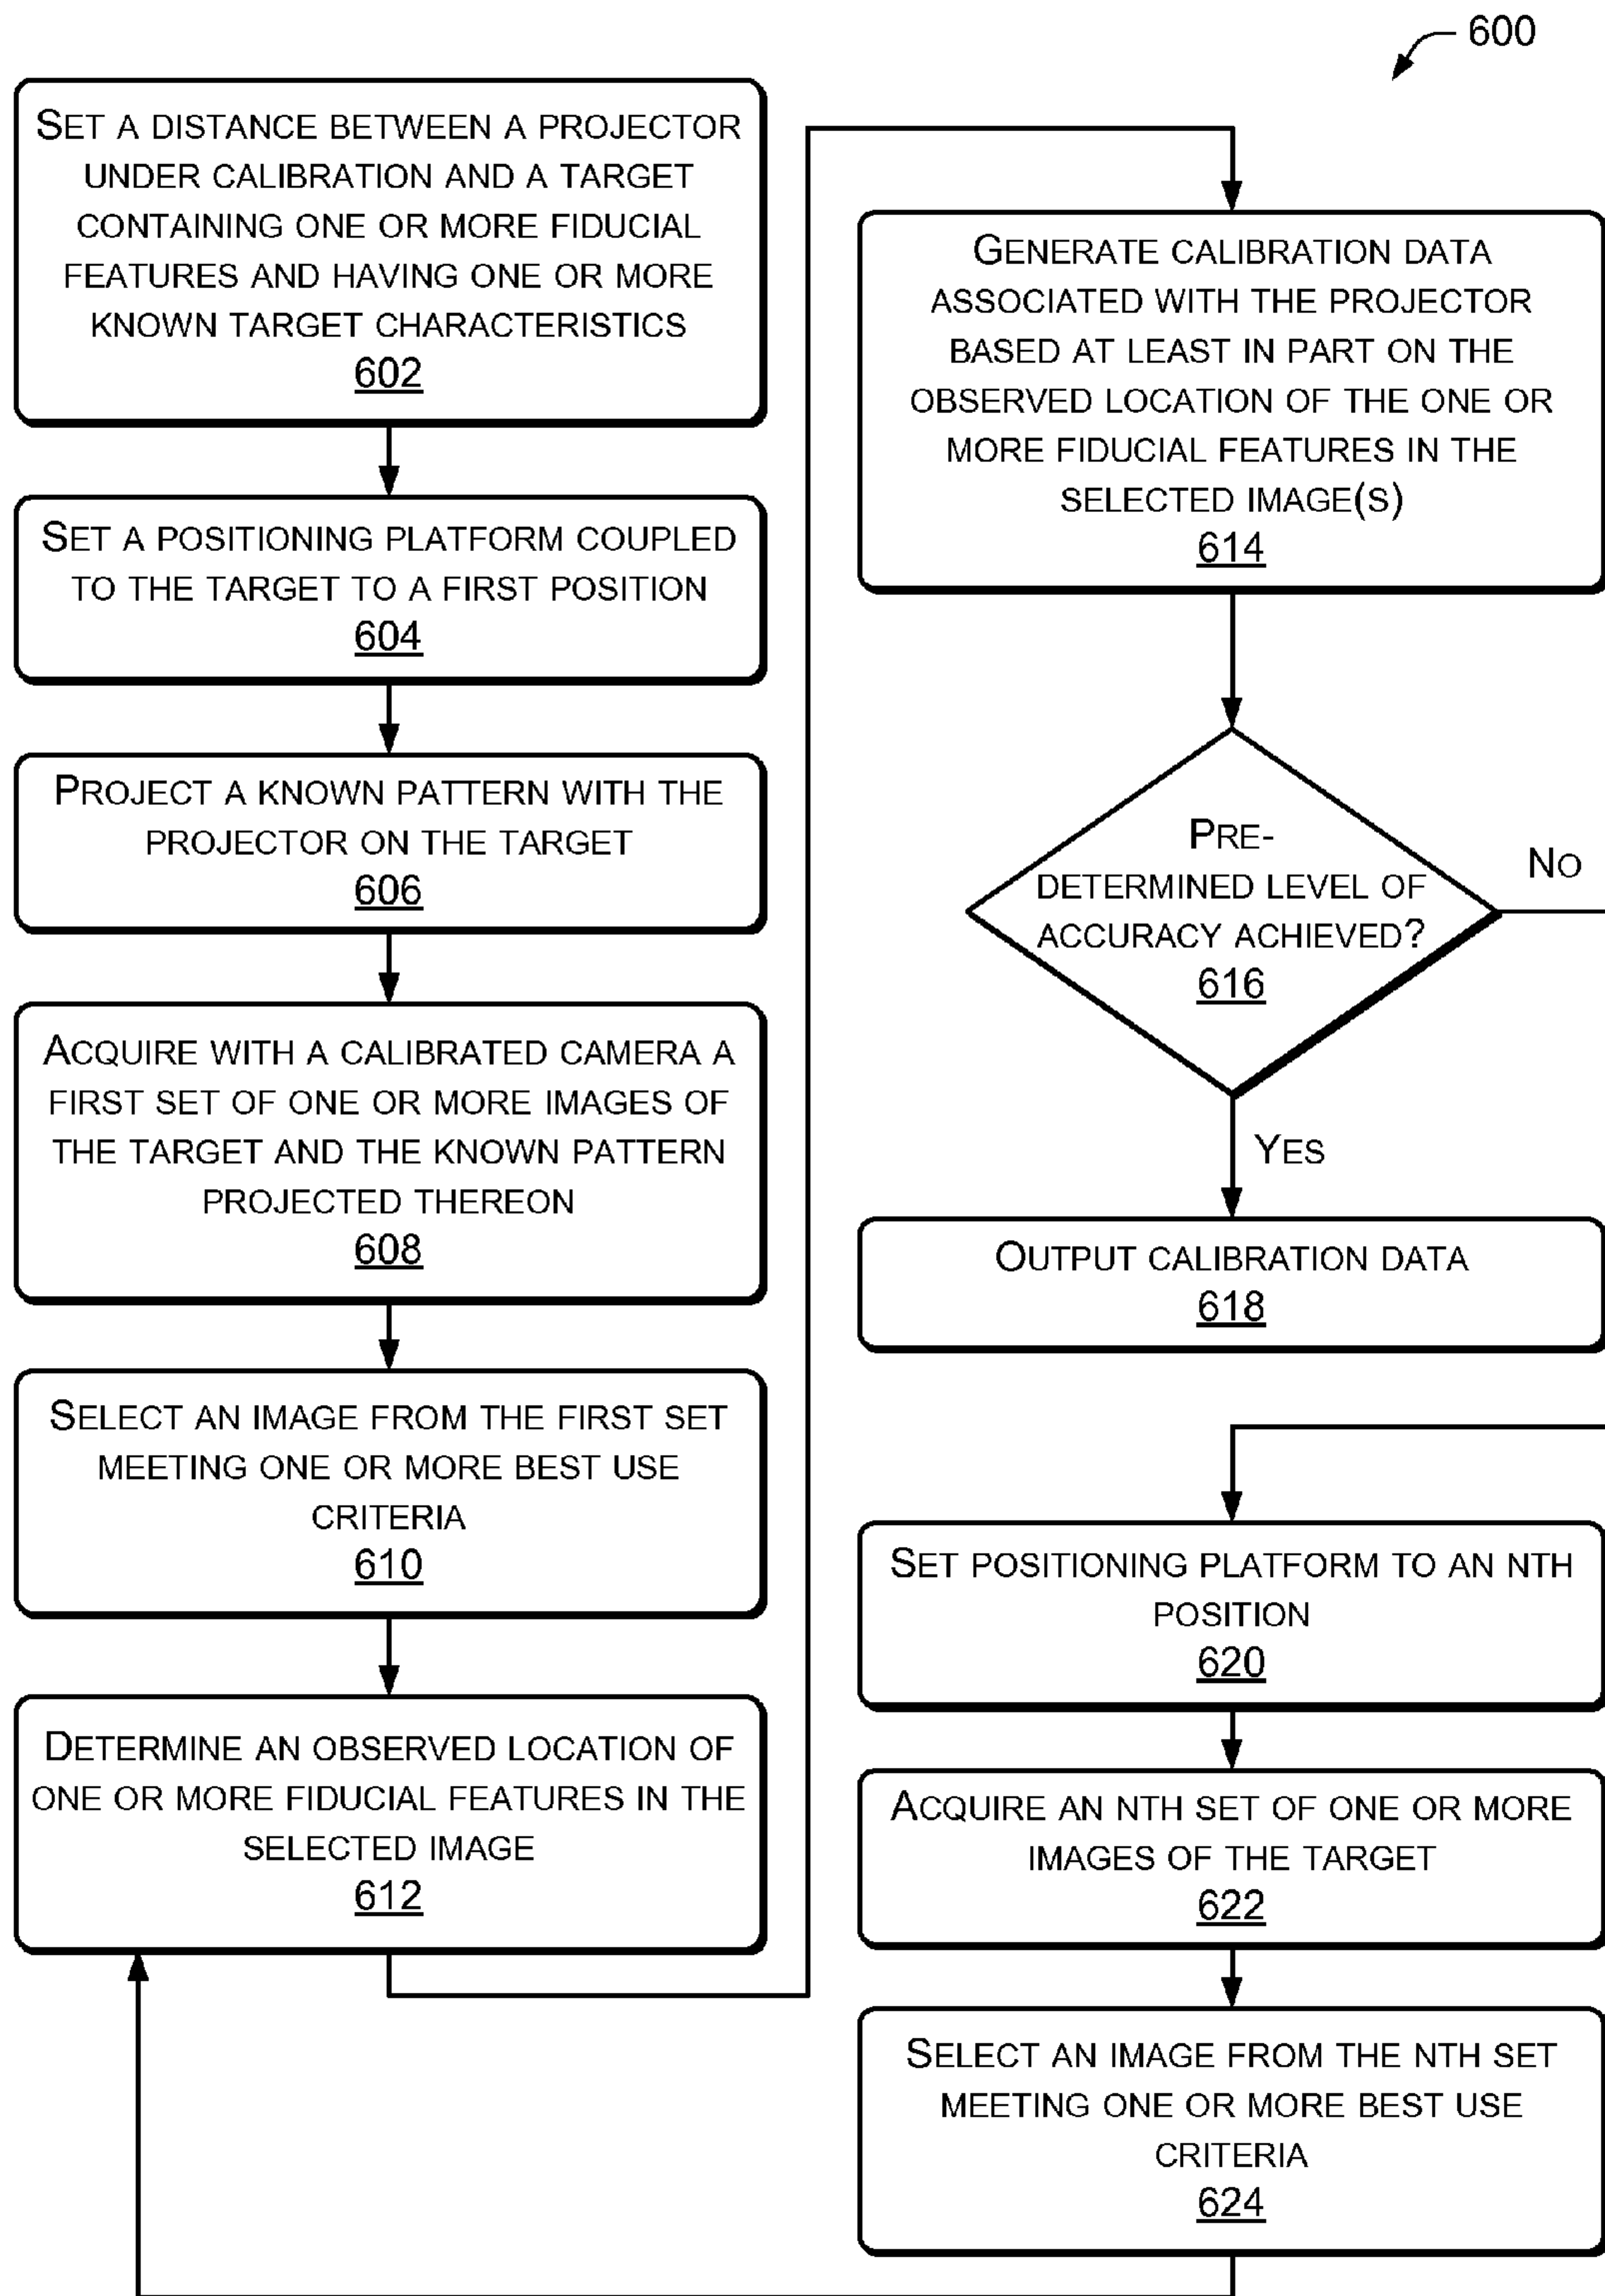 600
SET A DISTANCE BETWEEN A PROJECTOR
UNDER CALIBRATION AND A TARGET
CONTAINING ONE OR MORE FIDUCIAL
FEATURES AND HAVING ONE OR MORE
KNOWN TARGET CHARACTERISTICS
602
SET A POSITIONING PLATFORM COUPLED
TO THE TARGET TO A FIRST POSITION
604
PROJECT A KNOWN PATTERN WITH THE
PROJECTOR ON THE TARGET
606
ACQUIRE WITH A CALIBRATED CAMERA A
FIRST SET OF ONE OR MORE IMAGES OF
THE TARGET AND THE KNOWN PATTERN
PROJECTED THEREON
608
SELECT AN IMAGE FROM THE FIRST SET
MEETING ONE OR MORE BEST USE
CRITERIA
610
DETERMINE AN OBSERVED LOCATION OF
ONE OR MORE FIDUCIAL FEATURES IN THE
SELECTED IMAGE
612
GENERATE CALIBRATION DATA
ASSOCIATED WITH THE PROJECTOR
BASED AT LEAST IN PART ON THE
OBSERVED LOCATION OF THE ONE OR
MORE FIDUCIAL FEATURES IN THE
SELECTED IMAGE(S)
614
PRE-
DETERMINED LEVEL OF
ACCURACY ACHIEVED?
616
NO
YES
OUTPUT CALIBRATION DATA
618
SET POSITIONING PLATFORM TO AN NTH
POSITION
620
ACQUIRE AN NTH SET OF ONE OR MORE
IMAGES OF THE TARGET
622
SELECT AN IMAGE FROM THE NTH SET
MEETING ONE OR MORE BEST USE
CRITERIA
624